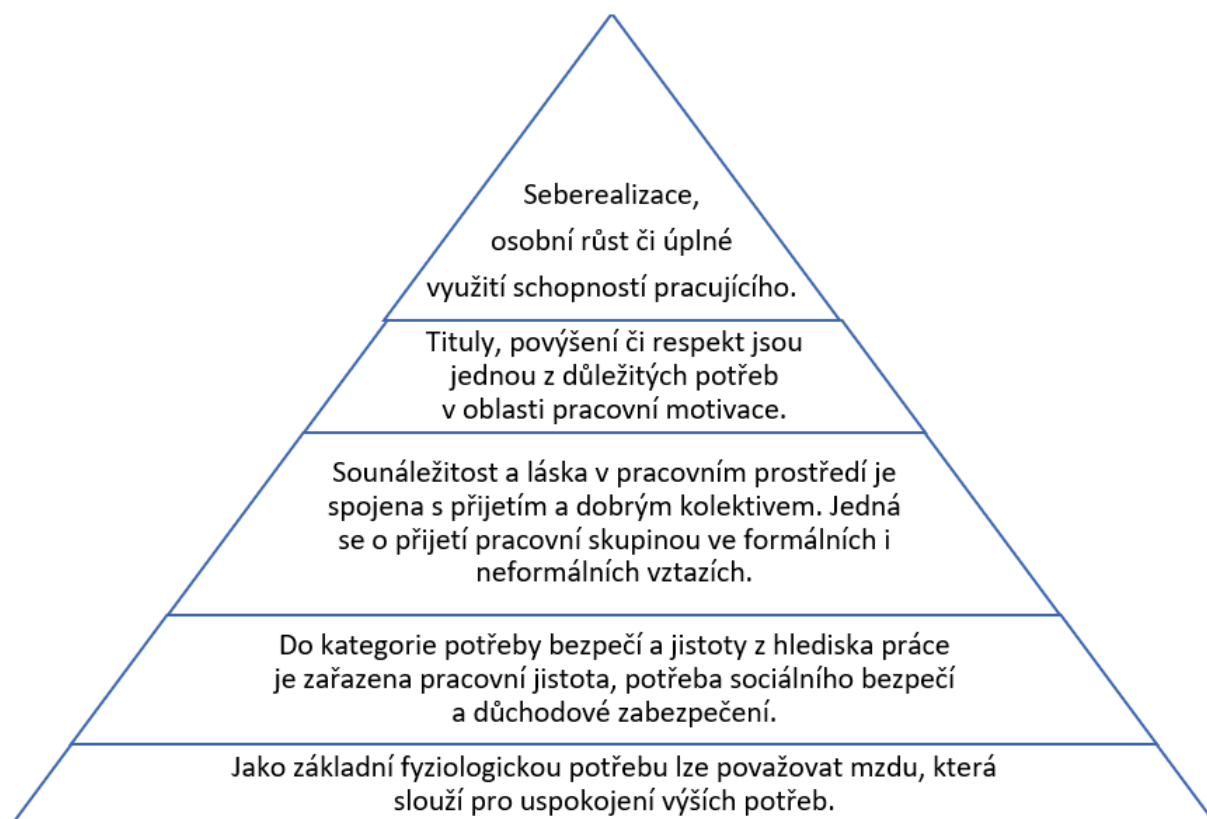 Seberealizace,
osobní růst či úplné
využití schopností pracujícího.
Tituly, povýšení či respekt jsou
jednou z důležitých potřeb
v oblasti pracovní motivace.
Sounáležitost a láska v pracovním prostředí je
spojena s přijetím a dobrým kolektivem. Jedná
se o přijetí pracovní skupinou ve formálních i
neformálních vztazích.
Do kategorie potřeby bezpečí a jistoty z hlediska práce
je zařazena pracovní jistota, potřeba sociálního bezpečí
a důchodové zabezpečení.
Jako základní fyziologickou potřebu lze považovat mzdu, která
slouží pro uspokojení výších potřeb.